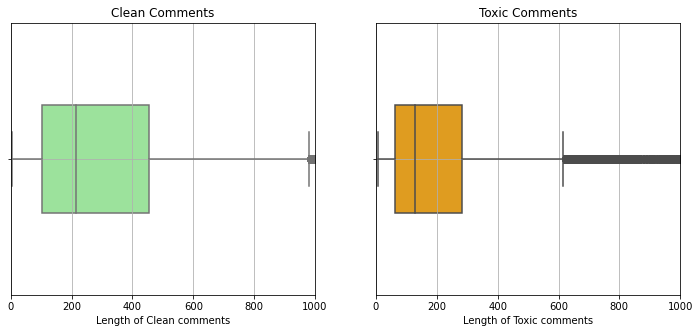 Clean Comments
Toxic Comments
0 200 400 600 800 1000
0 200 400 600 800 1000
Length of Clean comments
Length of Toxic comments